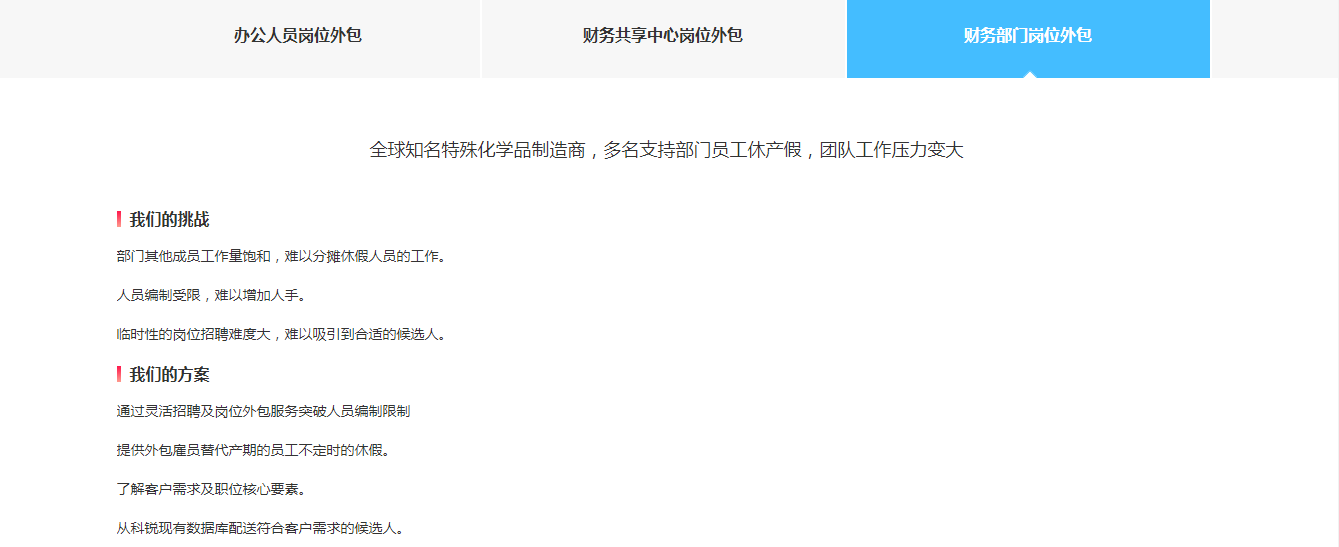 办公人员岗位外包
财务共享中心岗位外包
财务部门岗位外包
全球知名特殊化学品制造商，多名支持部门员工休产假，团队工作压力变大
我们的挑战
部门其他成员工作量饱和，难以分摊休假人员的工作。
人员编制受限，难以增加人手。
临时性的岗位招聘难度大，难以吸引到合适的候选人。
我们的方案
通过灵活招聘及岗位外包服务突破人员编制限制
提供外包雇员替代产期的员工不定时的休假。
了解客户需求及职位核心要素。
从科锐现有数据库配送符合客户需求的候选人。